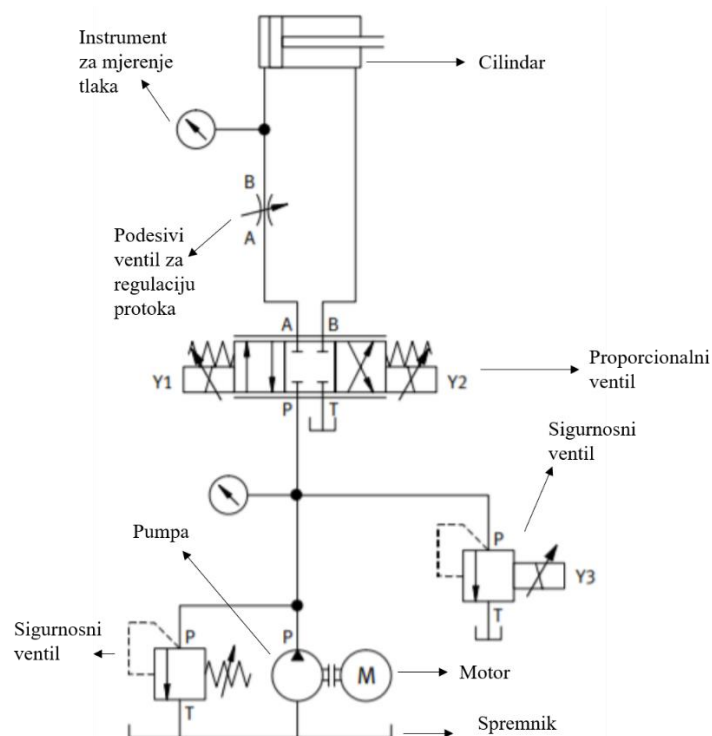 Instrument
za mjerenje
tlaka
Cilindar
B
A
Podesivi
ventil za
regulaciju
protoka
A B
Y1
Y2
Proporcionalni
ventil
P T
Sigurnosni
ventil
Pumpa
P
Y3
T
Sigurnosni
ventil
P
P
M
Motor
T
Spremnik